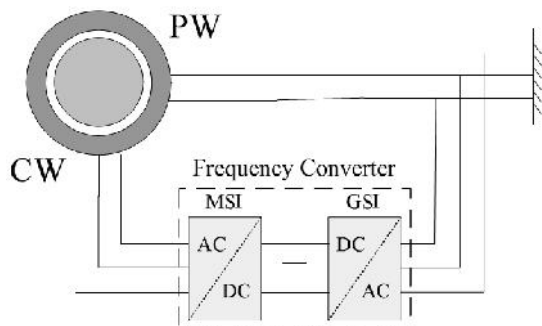 PW
CW
Frequency Converter
MSI GSI
AC DC
DC AC